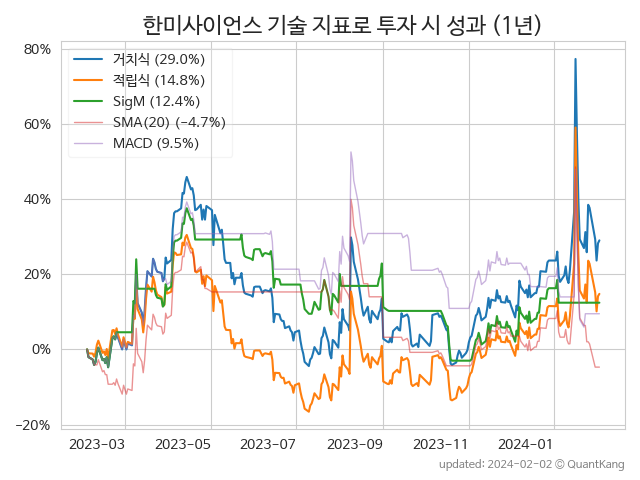 한미사이언스 기술 지표로 투자 시 성과 (1년)
80%
60%
40%
20%
0%
−20%
거치식 (29.0%)
적립식 (14.8%)
SigM (12.4%)
SMA(20) (−4.7%)
MACD (9.5%)
2023-03
2023-05
2023-07
2023-09
2023-11
2024-01
updated: 2024-02-02 © QuantKang